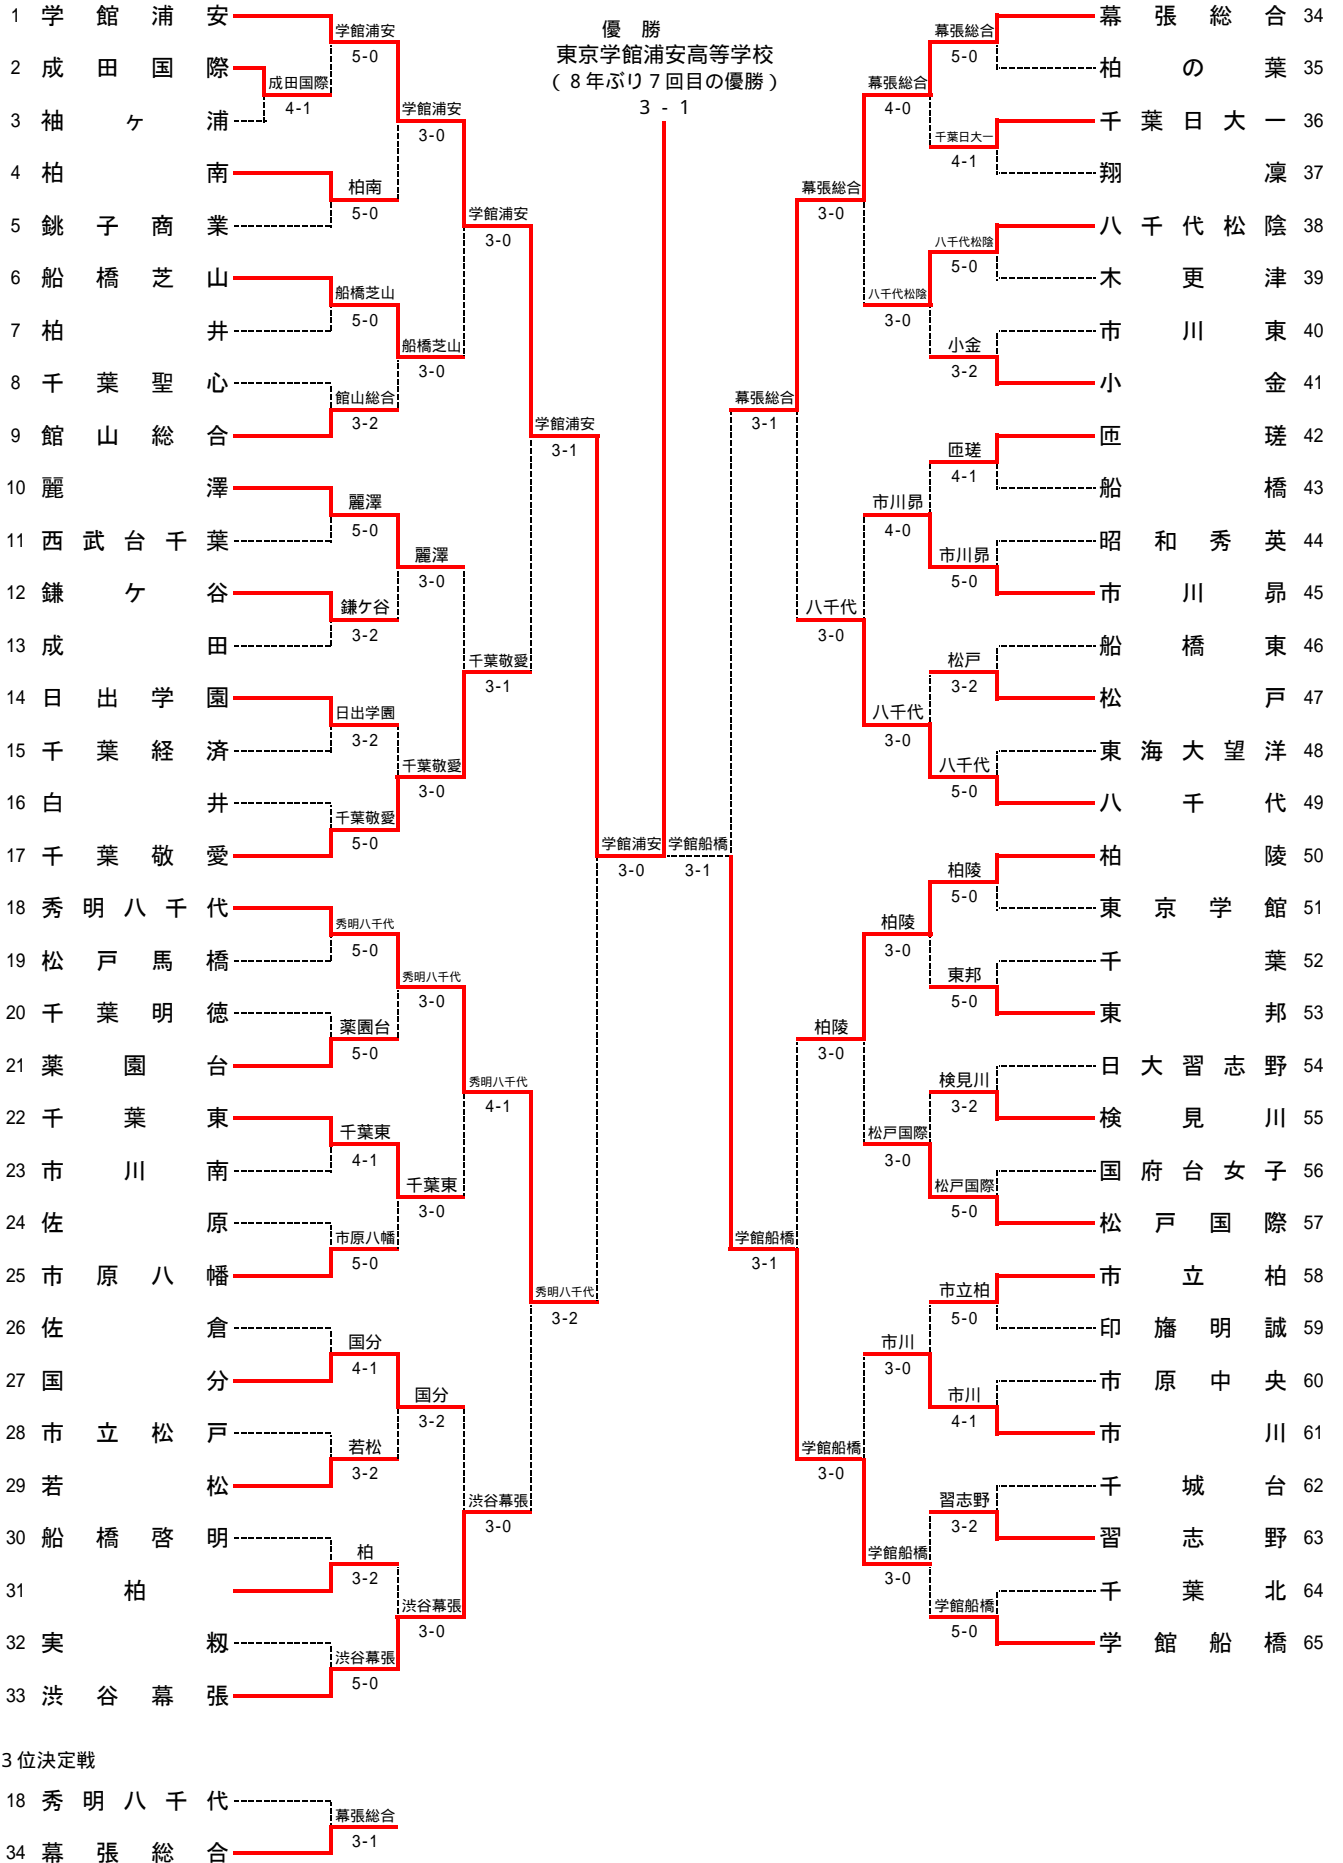 優　勝
東京学館浦安高等学校
(８年ぶり７回目の優勝)
3 - 1
1 学館浦安
2 成田国際
3 袖ヶ浦
4 柏南
5 銚子商業
6 船橋芝山
7 柏井
8 千葉聖心
9 館山総合
10 麗澤
11 西武台千葉
12 鎌ケ谷
13 成田
14 日出学園
15 千葉経済
16 白井
17 千葉敬愛
18 秀明八千代
19 松戸馬橋
20 千葉明徳
21 薬園台
22 千葉東
23 市川南
24 佐原
25 市原八幡
26 佐倉
27 国分
28 市立松戸
29 若松
30 船橋啓明
31 柏
32 実籾
33 渋谷幕張
成田国際
4-1
学館浦安
5-0
柏南
5-0
船橋芝山
5-0
館山総合
3-2
麗澤
5-0
鎌ケ谷
3-2
日出学園
3-2
千葉敬愛
5-0
秀明八千代
5-0
薬園台
5-0
千葉東
4-1
市原八幡
5-0
国分
4-1
若松
3-2
柏
3-2
渋谷幕張
5-0
学館浦安
3-0
船橋芝山
3-0
麗澤
3-0
千葉敬愛
3-0
秀明八千代
3-0
千葉東
3-0
国分
3-2
渋谷幕張
3-0
学館浦安
3-0
千葉敬愛
3-1
秀明八千代
4-1
渋谷幕張
3-0
学館浦安
3-1
秀明八千代
3-2
学館浦安
3-0
学館船橋
3-1
幕張総合
3-1
学館船橋
3-1
幕張総合
3-0
八千代
3-0
柏陵
3-0
学館船橋
3-0
幕張総合
4-0
八千代松陰
3-0
市川昴
4-0
八千代
3-0
柏陵
3-0
松戸国際
3-0
市川
3-0
学館船橋
3-0
幕張総合
5-0
千葉日大一
4-1
八千代松陰
5-0
小金
3-2
匝瑳
4-1
市川昴
5-0
松戸
3-2
八千代
5-0
柏陵
5-0
東邦
5-0
検見川
3-2
松戸国際
5-0
市立柏
5-0
市川
4-1
習志野
3-2
学館船橋
5-0
幕張総合 34
柏の葉 35
千葉日大一 36
翔凜 37
八千代松陰 38
木更津 39
市川東 40
小金 41
匝瑳 42
船橋 43
昭和秀英 44
市川昴 45
船橋東 46
松戸 47
東海大望洋 48
八千代 49
柏陵 50
東京学館 51
千葉 52
東邦 53
日大習志野 54
検見川 55
国府台女子 56
松戸国際 57
市立柏 58
印旛明誠 59
市原中央 60
市川 61
千城台 62
習志野 63
千葉北 64
学館船橋 65
３位決定戦
18 秀明八千代
34 幕張総合
幕張総合
3-1